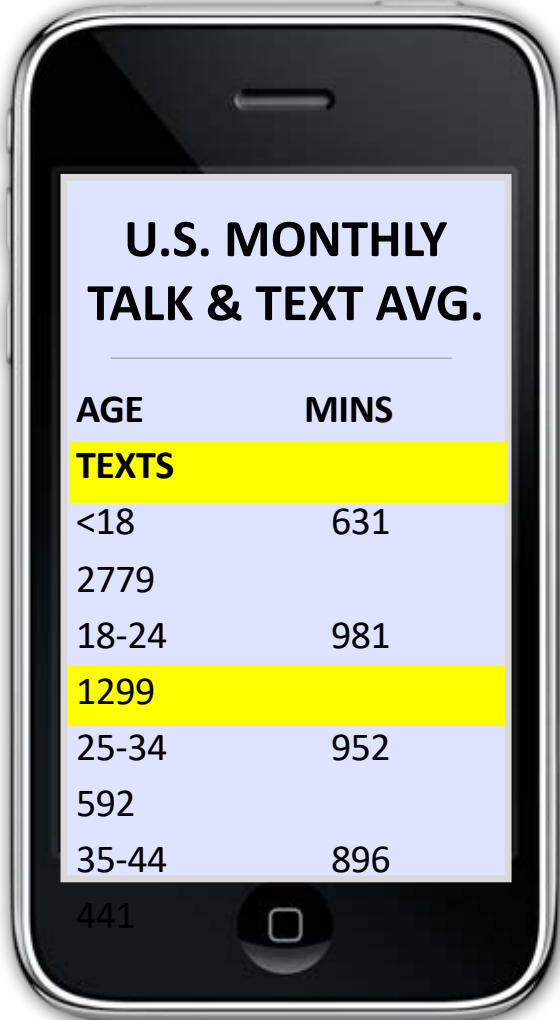 U.S. MONTHLY
TALK & TEXT AVG.
AGE MINS
TEXTS
<18 631
2779
18-24 981
1299
25-34 952
592
35-44 896
441